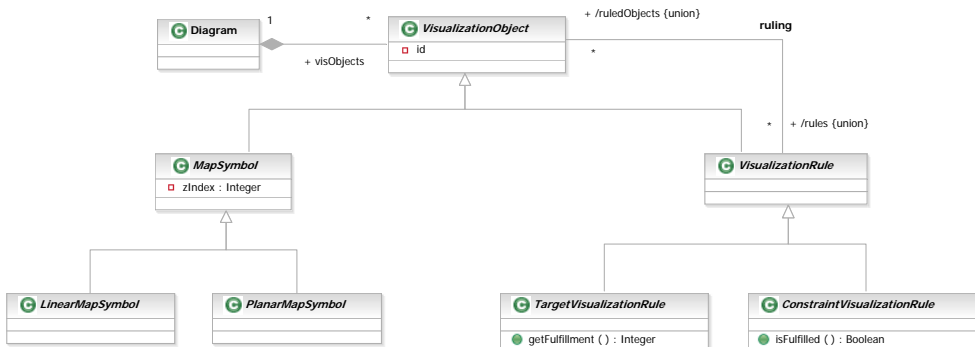 + /ruledObjects {union}
ruling
1
*
C Diagram
C VisualizationObject
id
*
+ visObjects
*
+ /rules {union}
C MapSymbol
C VisualizationRule
zIndex : Integer
C LinearMapSymbol
C PlanarMapSymbol
C TargetVisualizationRule
C ConstraintVisualizationRule
getFulfillment ( ) : Integer
isFulfilled ( ) : Boolean